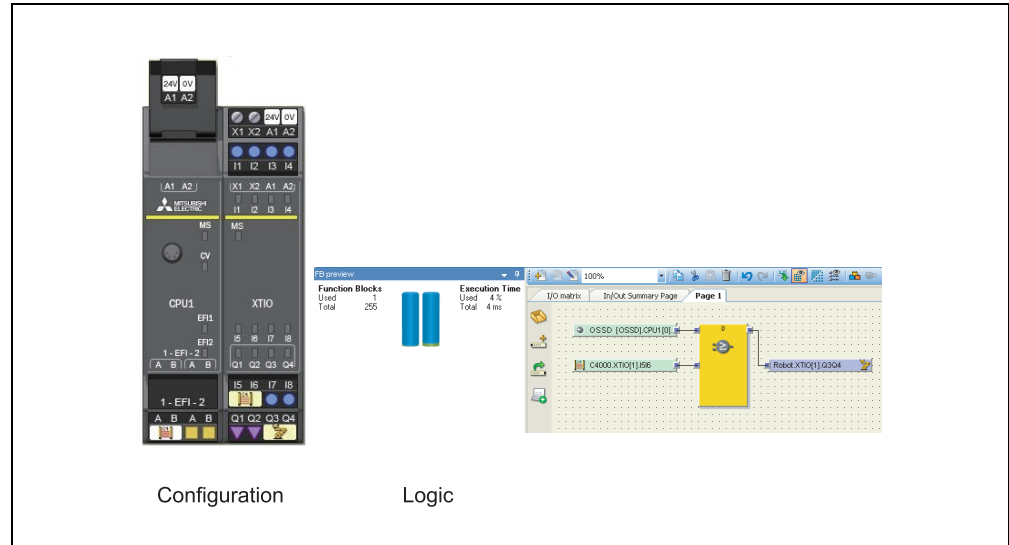 24V 0V
A1 A2
24V 0V
X1 X2 A1 A2
I1 I2 I3 I4
A1 A2
MITSUBISHI
ELECTRIC
MS
CV
CPU1
EFI1
EFI2
1 - EFI - 2
A B A B
1 - EFI - 2
A B A B
X1 X2 A1 A2
I1 I2 I3 I4
MS
XTIO
I5 I6 I7 I8
Q1 Q2 Q3 Q4
I5 I6 I7 I8
Q1 Q2 Q3 Q4
FB preview
Function Blocks
Used 1
Total 255
Execution Time
Used 4 %
Total 4 ms
100%
I/O matrix In/Out Summary Page Page 1
OSSD [OSSD].CPU1[0].
0
C4000.XTIO[1].I5I6
Robot.XTIO[1].Q3Q4
Configuration Logic